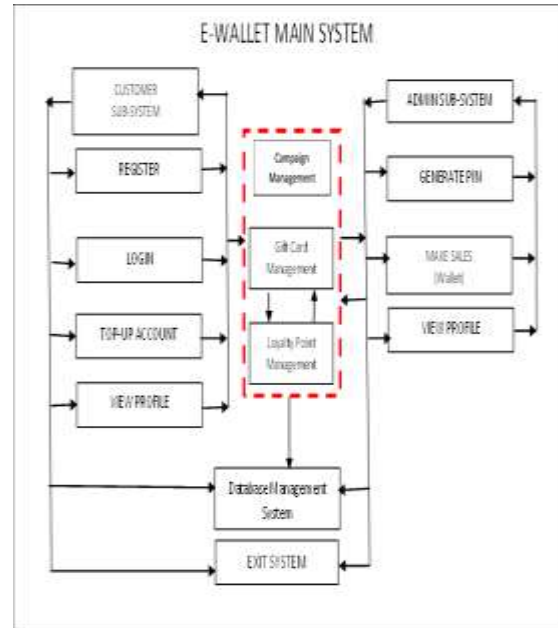 E-WALLET MAIN SYSTEM
CUSTOMER
SUB-SYSTEM
REGISTER
LOGIN
TOP-UP ACCOUNT
VIEW PROFILE
Campaign
Management
Gift Card
Management
Loyalty Point
Management
Database Management
System
EXIT SYSTEM
ADMIN SUB-SYSTEM
GENERATE PIN
MAKE SALES
(Wallet)
VIEW PROFILE